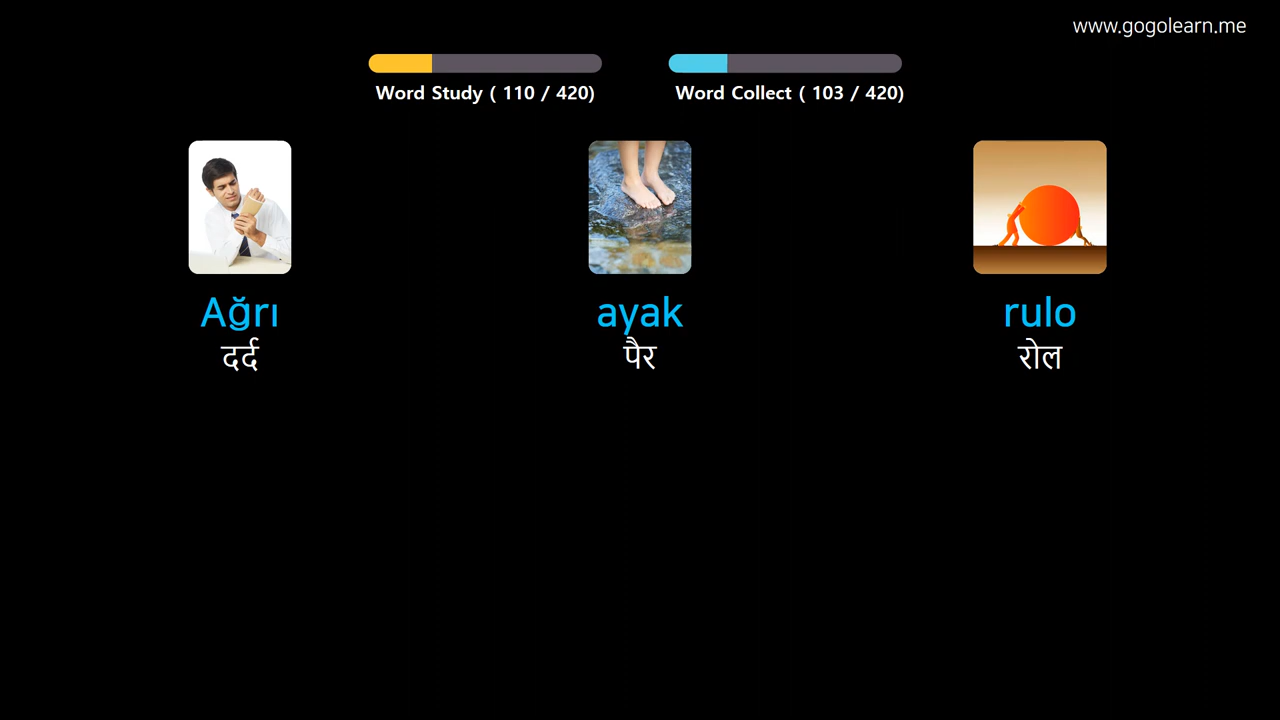 www.gogolearn.me
Word Study ( 110 / 420)
Word Collect ( 103 / 420)
Ağrı
दर्द
ayak
पैर
rulo
रोल